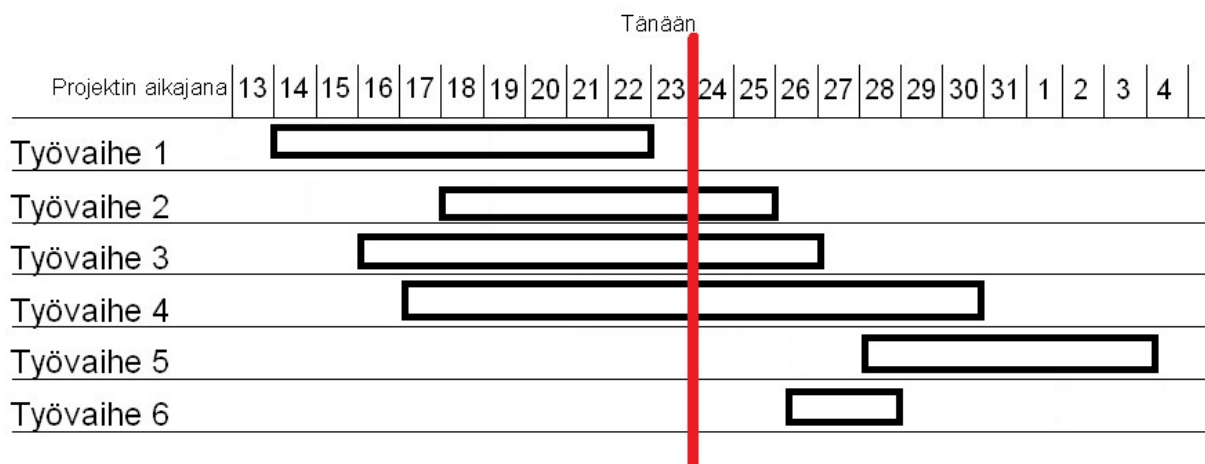 Tänään
Projektin aikajana 13 14 15 16 17 18 19 20 21 22 23 24 25 26 27 28 29 30 31 1 2 3 4
Työvaihe 1
Työvaihe 2
Työvaihe 3
Työvaihe 4
Työvaihe 5
Työvaihe 6